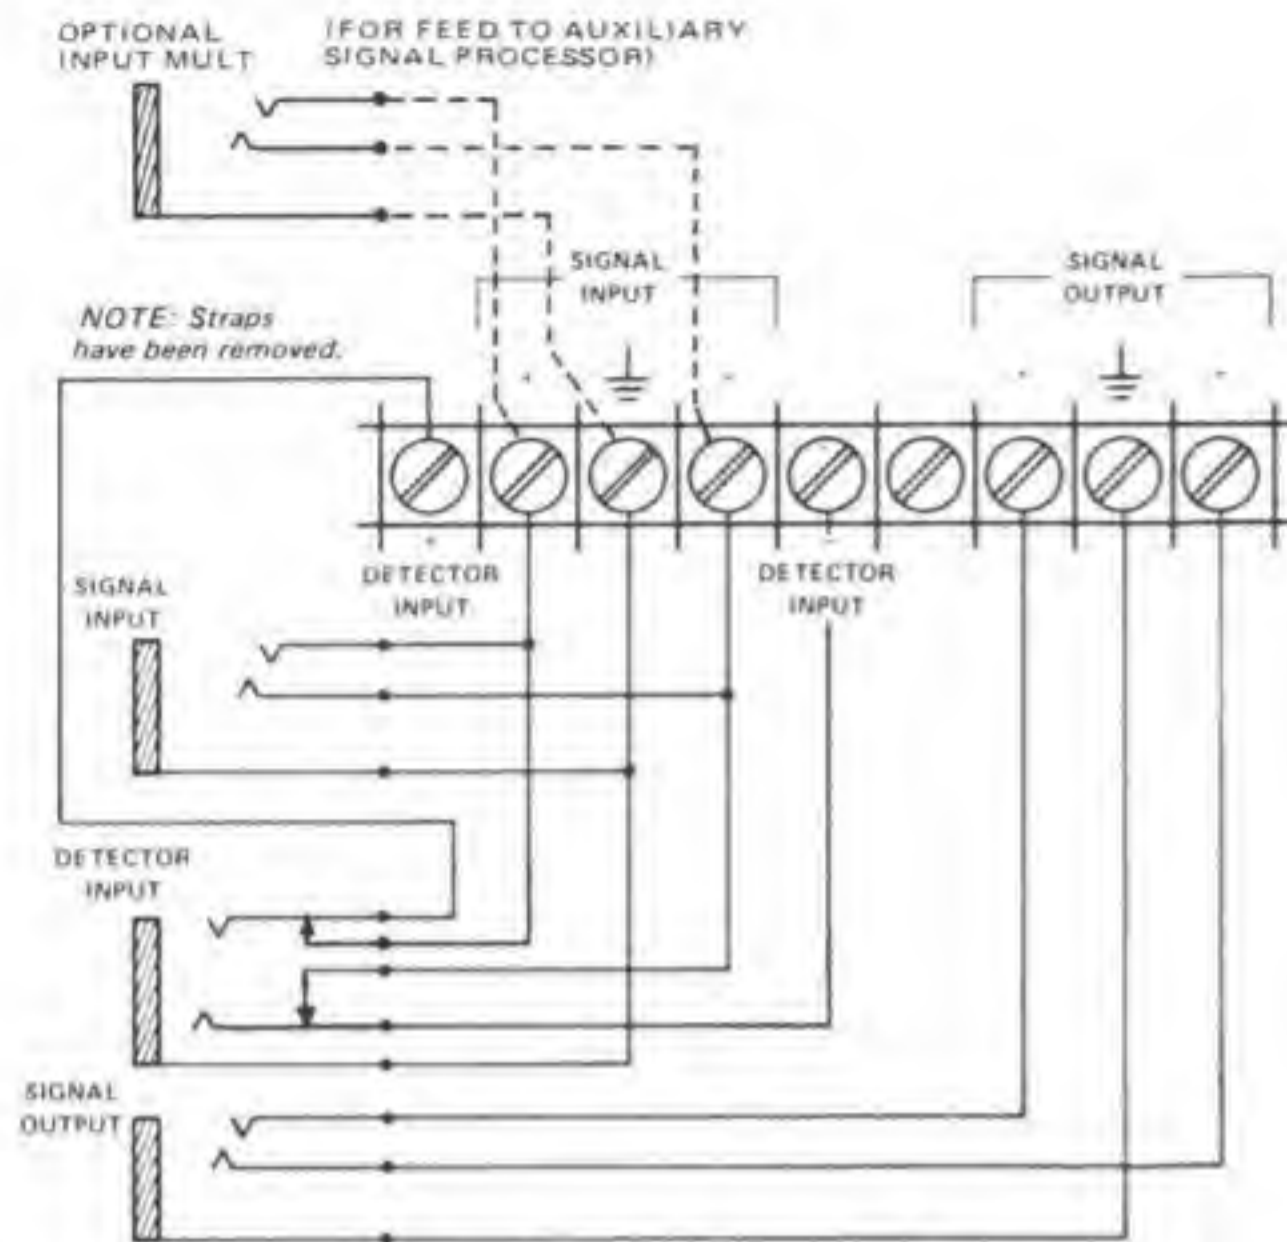 OPTIONAL
INPUT MULT
(FOR FEED TO AUXILIARY
SIGNAL PROCESSOR)
SIGNAL
INPUT
SIGNAL
OUTPUT
NOTE: Straps
have been removed.
DETECTOR
INPUT
DETECTOR
INPUT
SIGNAL
INPUT
DETECTOR
INPUT
SIGNAL
OUTPUT